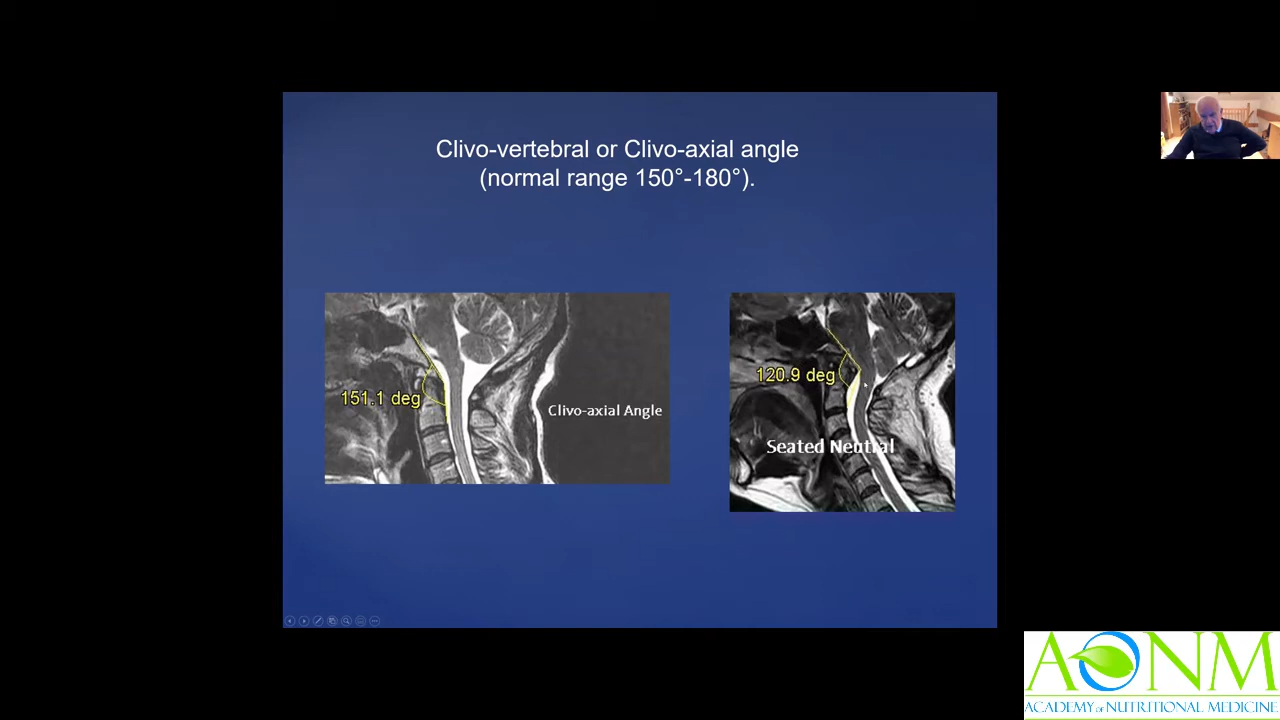 Clivo-vertebral or Clivo-axial angle
(normal range 150°-180°).
151.1 deg
Clivo-axial Angle
120.9 deg
Seated Neutral
AONM
ACADEMY of NUTRITIONAL MEDICINE